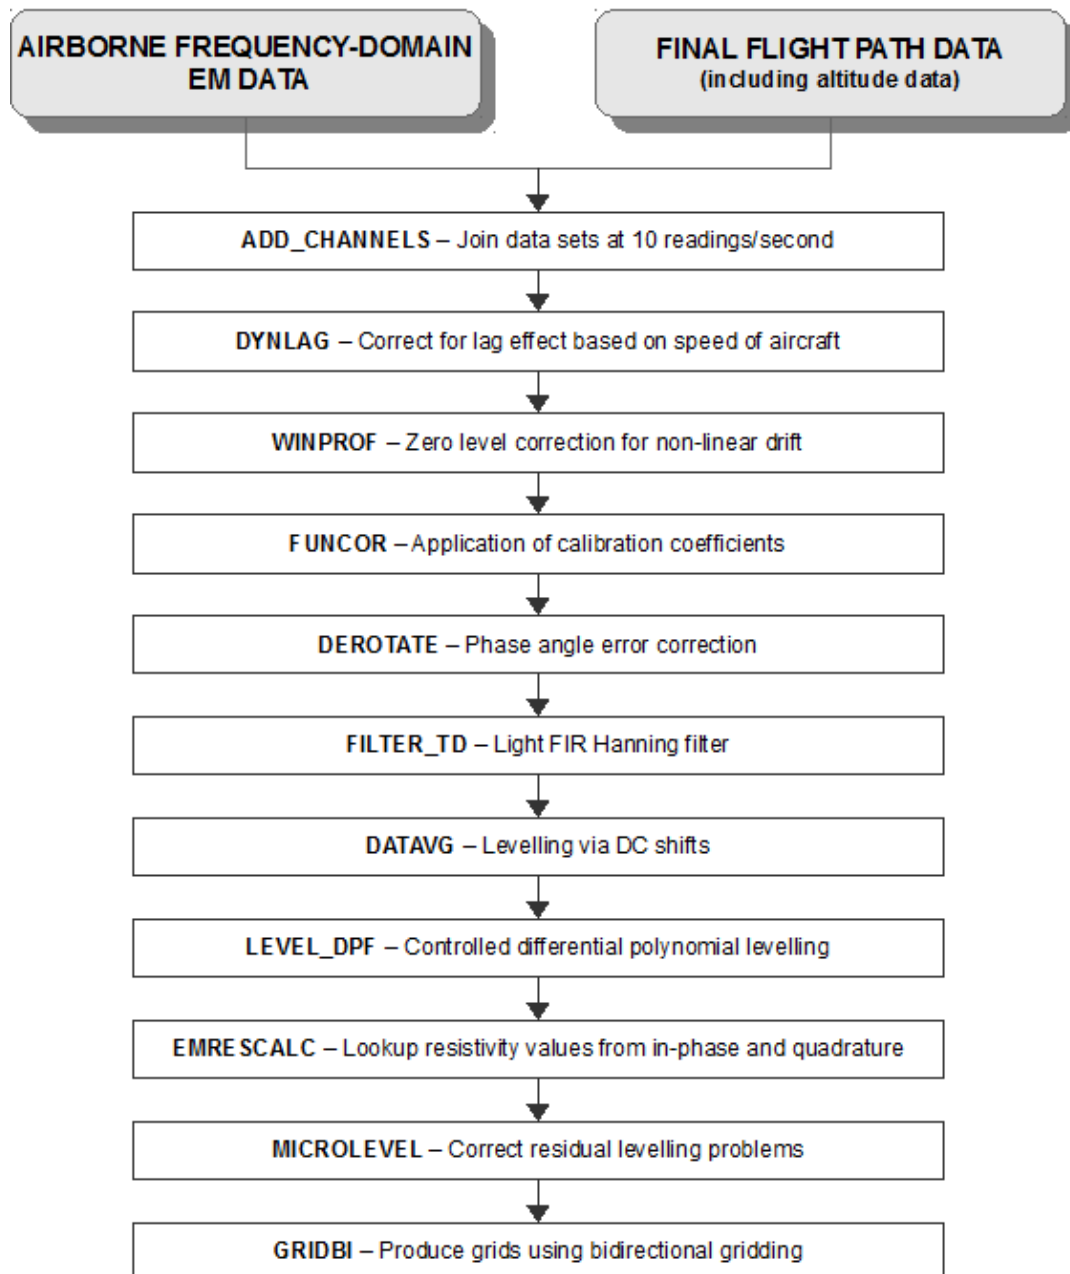 AIRBORNE FREQUENCY-DOMAIN
EM DATA
FINAL FLIGHT PATH DATA
(including altitude data)
ADD_CHANNELS – Join data sets at 10 readings/second
DYNLAG – Correct for lag effect based on speed of aircraft
WINPROF – Zero level correction for non-linear drift
FUNCOR – Application of calibration coefficients
DEROTATE – Phase angle error correction
FILTER_TD – Light FIR Hanning filter
DATAVG – Levelling via DC shifts
LEVEL_DPF – Controlled differential polynomial levelling
EMRESCALC – Lookup resistivity values from in-phase and quadrature
MICROLEVEL – Correct residual levelling problems
GRIDBI – Produce grids using bidirectional gridding